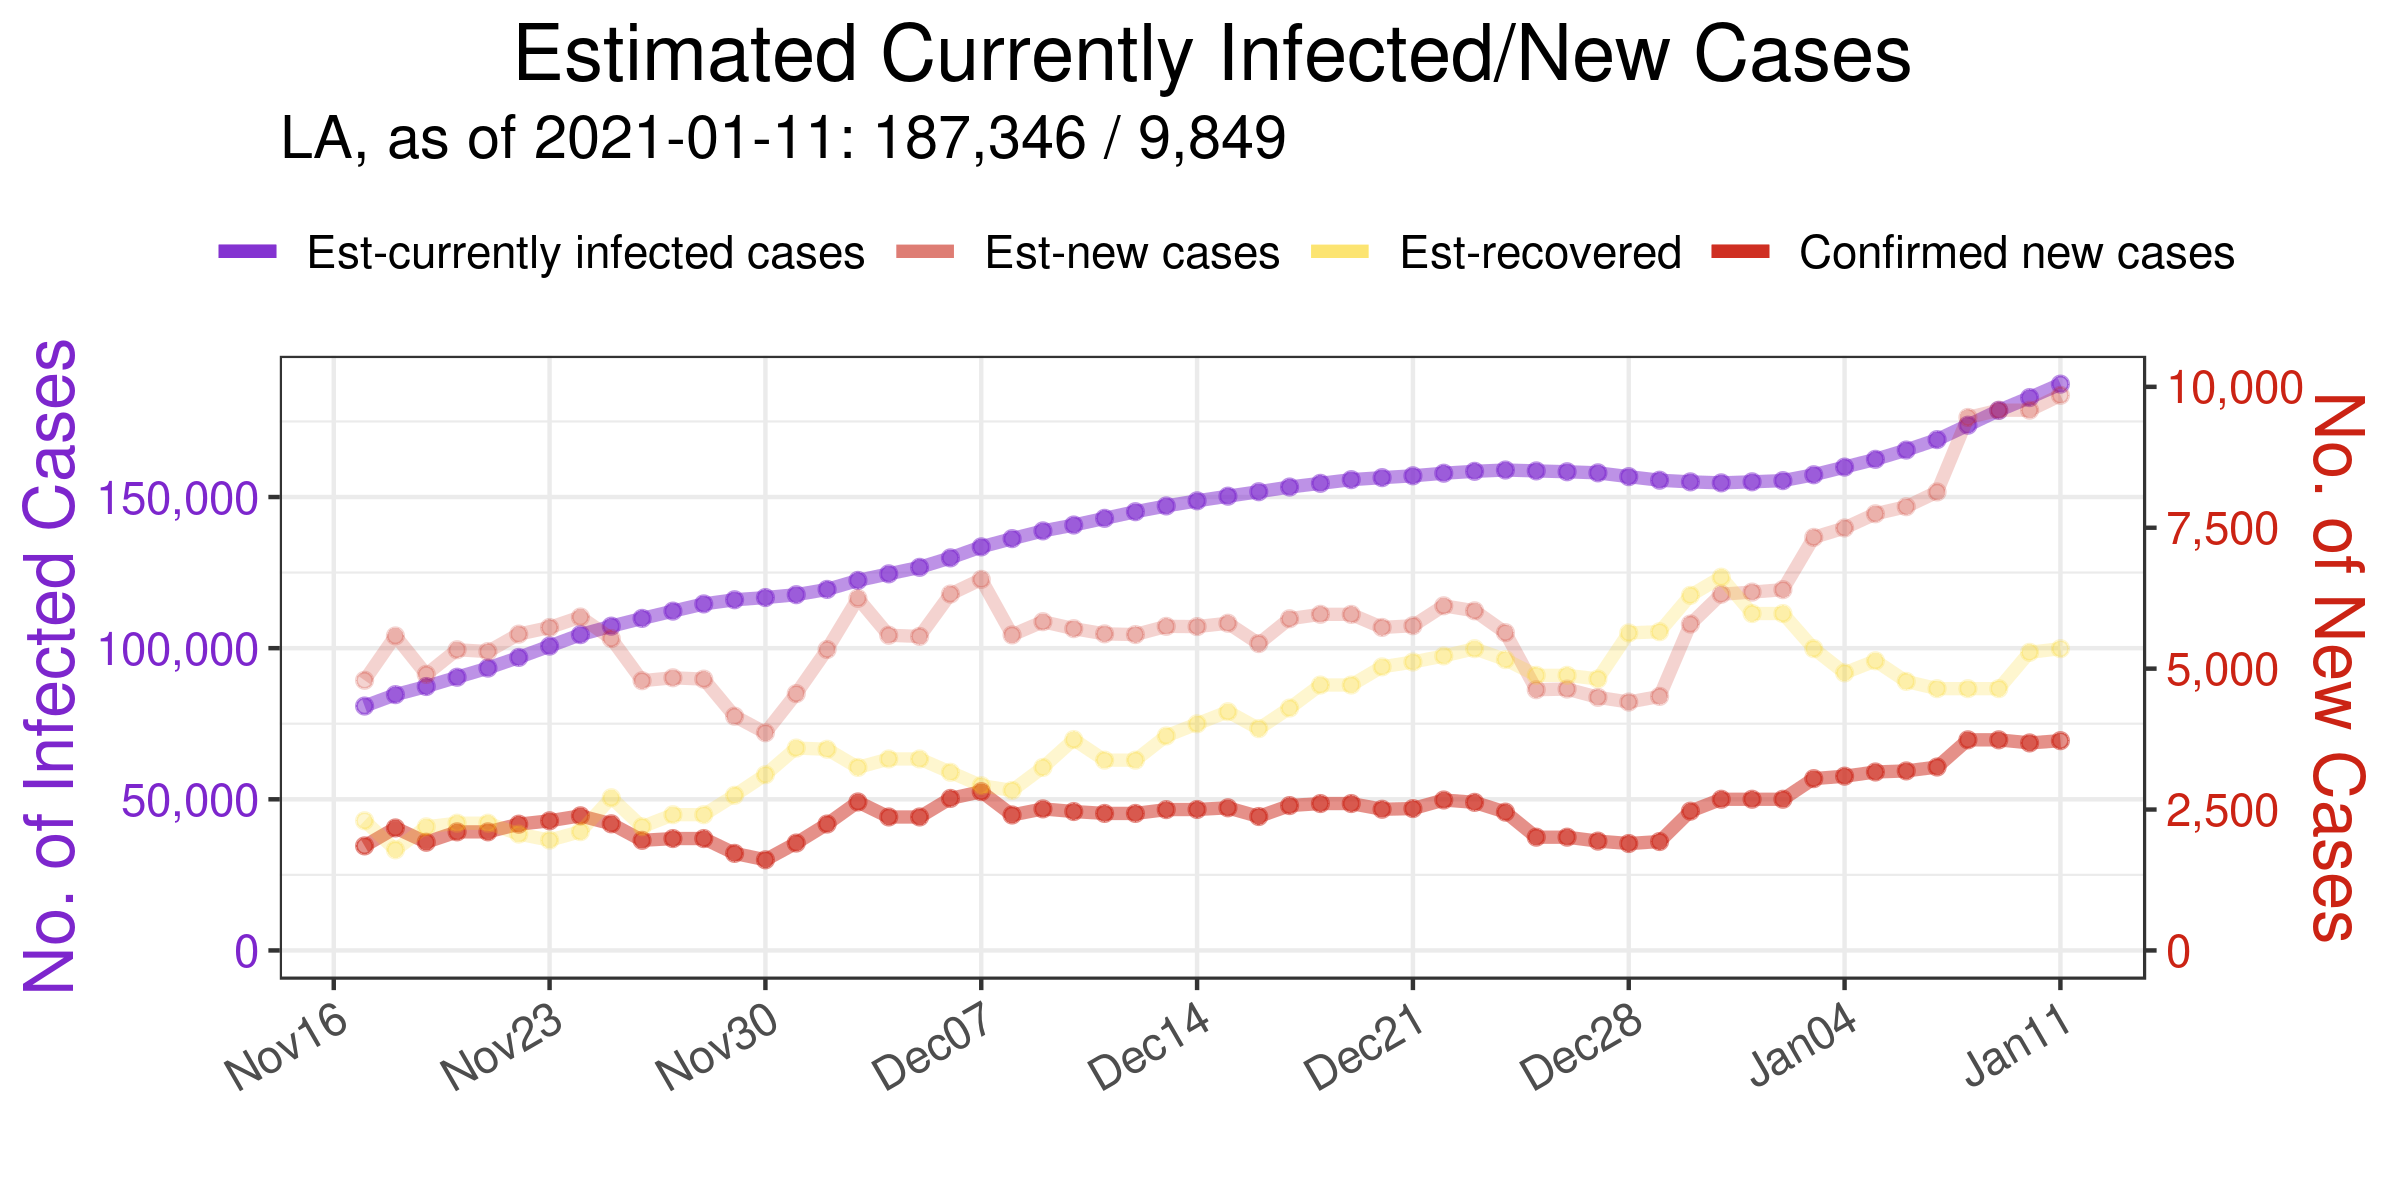 Estimated Currently Infected/New Cases
LA, as of 2021-01-11: 187,346 / 9,849
Est-currently infected cases Est-new cases Est-recovered Confirmed new cases
No. of Infected Cases
150,000
100,000
50,000
0
10,000
7,500
5,000
2,500
0
No. of New Cases
Nov16 Nov23 Nov30 Dec07 Dec14 Dec21 Dec28 Jan04 Jan11